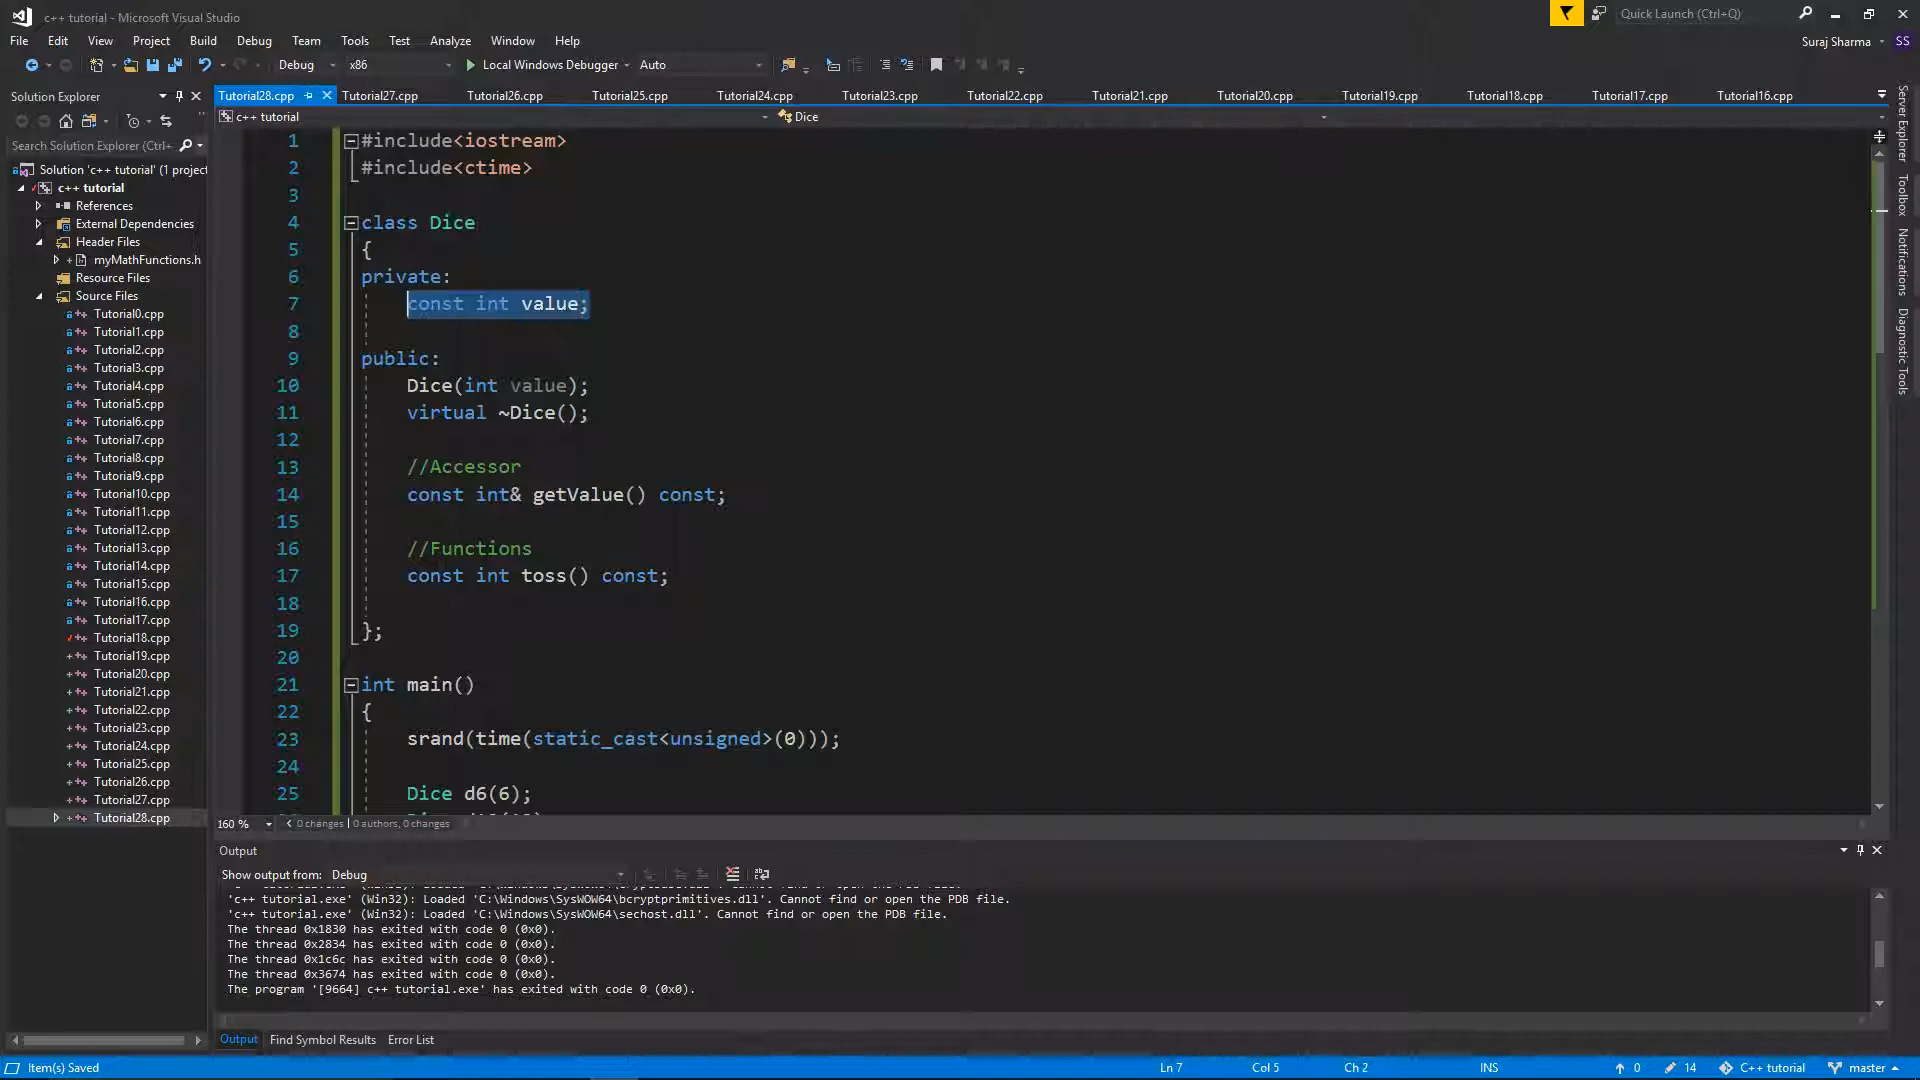 c++ tutorial - Microsoft Visual Studio
Quick Launch (Ctrl+Q)
File Edit View Project Build Debug Team Tools Test Analyze Window Help
Suraj Sharma SS
Debug x86 Local Windows Debugger Auto
Solution Explorer
Tutorial28.cpp Tutorial27.cpp Tutorial26.cpp Tutorial25.cpp Tutorial24.cpp Tutorial23.cpp Tutorial22.cpp Tutorial21.cpp Tutorial20.cpp Tutorial19.cpp Tutorial18.cpp Tutorial17.cpp Tutorial16.cpp
c++ tutorial Dice
Search Solution Explorer (Ctrl+
Solution 'c++ tutorial' (1 project
c++ tutorial
References
External Dependencies
Header Files
myMathFunctions.h
Resource Files
Source Files
Tutorial0.cpp
Tutorial1.cpp
Tutorial2.cpp
Tutorial3.cpp
Tutorial4.cpp
Tutorial5.cpp
Tutorial6.cpp
Tutorial7.cpp
Tutorial8.cpp
Tutorial9.cpp
Tutorial10.cpp
Tutorial11.cpp
Tutorial12.cpp
Tutorial13.cpp
Tutorial14.cpp
Tutorial15.cpp
Tutorial16.cpp
Tutorial17.cpp
Tutorial18.cpp
Tutorial19.cpp
Tutorial20.cpp
Tutorial21.cpp
Tutorial22.cpp
Tutorial23.cpp
Tutorial24.cpp
Tutorial25.cpp
Tutorial26.cpp
Tutorial27.cpp
Tutorial28.cpp
1 #include<iostream>
2 #include<ctime>
3
4 class Dice
5 {
6 private:
7 const int value;
8
9 public:
10 Dice(int value);
11 virtual ~Dice();
12
13 //Accessor
14 const int& getValue() const;
15
16 //Functions
17 const int toss() const;
18
19 };
20
21 int main()
22 {
23 srand(time(static_cast<unsigned>(0)));
24
25 Dice d6(6);
160 % 0 changes | 0 authors, 0 changes
Output
Show output from: Debug
'c++ tutorial.exe' (Win32): Loaded 'C:\Windows\SysWOW64\bcryptprimitives.dll'. Cannot find or open the PDB file.
'c++ tutorial.exe' (Win32): Loaded 'C:\Windows\SysWOW64\sechost.dll'. Cannot find or open the PDB file.
The thread 0x1830 has exited with code 0 (0x0).
The thread 0x2834 has exited with code 0 (0x0).
The thread 0x1c6c has exited with code 0 (0x0).
The thread 0x3674 has exited with code 0 (0x0).
The program '[9664] c++ tutorial.exe' has exited with code 0 (0x0).
Output Find Symbol Results Error List
Item(s) Saved Ln 7 Col 5 Ch 2 INS 0 14 C++ tutorial master
Server Explorer
Toolbox
Notifications
Diagnostic Tools